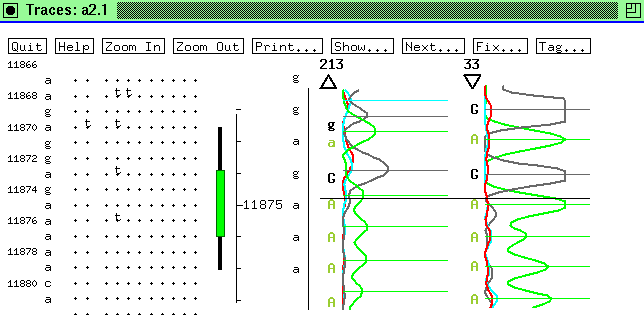 Traces: a2.1
Quit Help Zoom In Zoom Out Print... Show... Next... Fix... Tag...
213 33
11866
a
11868 a t t
g
11870 a t t
g
11872 g
a t
11874 g
a
11876 a t
a
11878 a
a
11880 c
a
11875
g
g
a
g
a
a
a
g
a
G
A
A
A
A
G
A
G
A
A
A
A